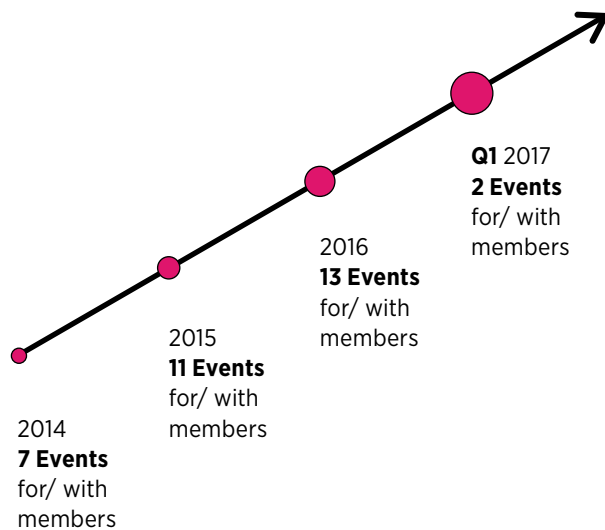 Q1 2017
2 Events
for/ with
members
2016
13 Events
for/ with
members
2015
11 Events
for/ with
members
2014
7 Events
for/ with
members